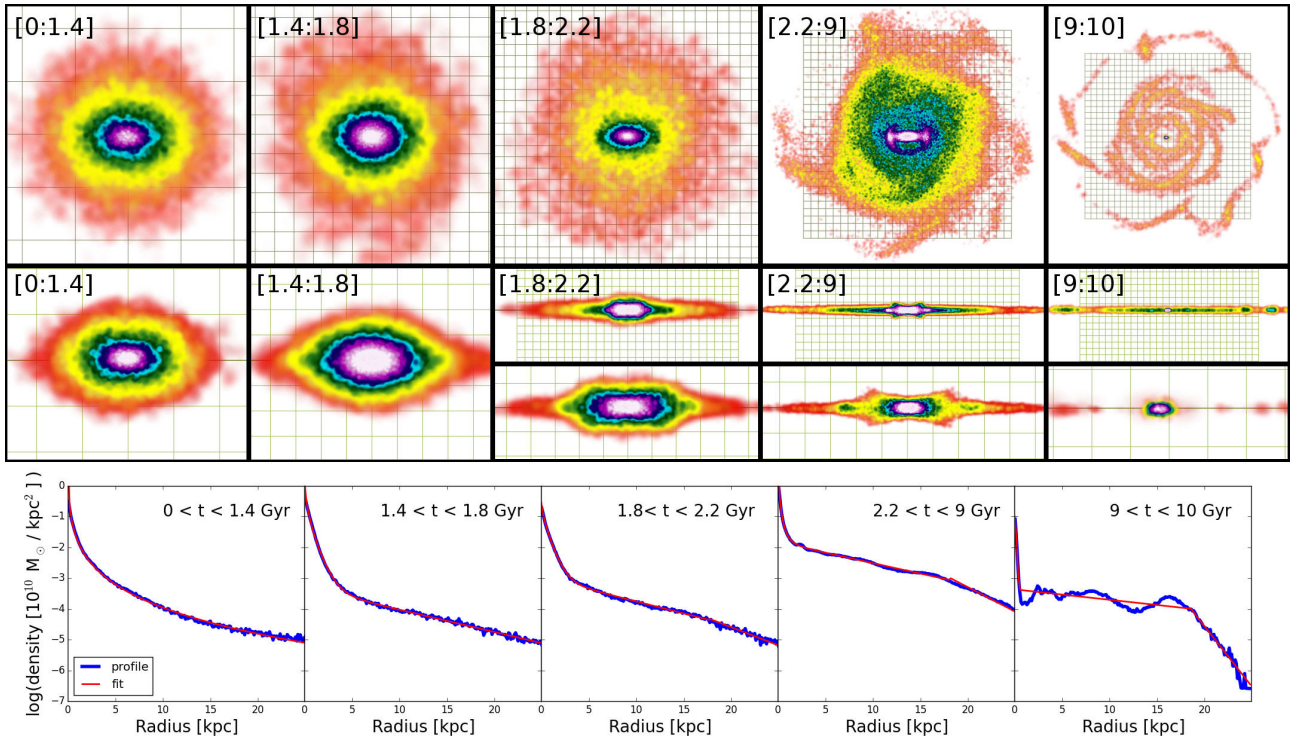 [0:1.4] [1.4:1.8] [1.8:2.2] [2.2:9] [9:10]
[0:1.4] [1.4:1.8] [1.8:2.2] [2.2:9] [9:10]
log(density [10¹⁰ M☉ / kpc²])
0 < t < 1.4 Gyr
1.4 < t < 1.8 Gyr
1.8< t < 2.2 Gyr
2.2 < t < 9 Gyr
9 < t < 10 Gyr
0
−1
−2
−3
−4
−5
−6
−7
profile
fit
0 5 10 15 20
0 5 10 15 20
0 5 10 15 20
0 5 10 15 20
0 5 10 15 20
Radius [kpc] Radius [kpc] Radius [kpc] Radius [kpc] Radius [kpc]